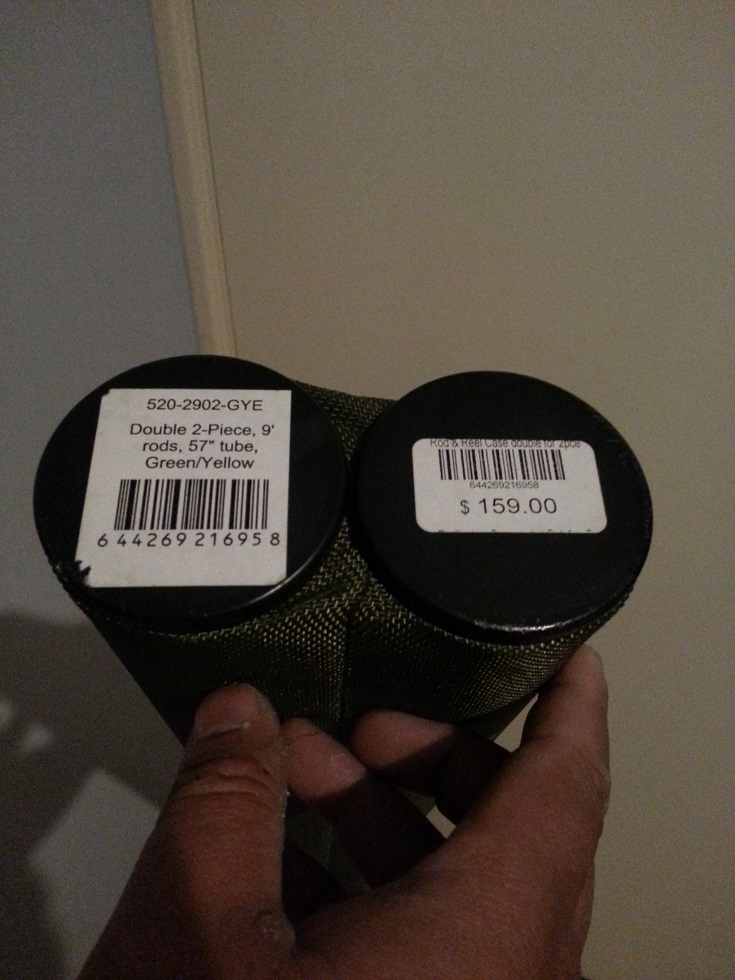 520-2902-GYE
Double 2-Piece, 9'
rods, 57" tube,
Green/Yellow
6 44269 21695 8
Rod & Reel Case double for 2pcs
644269216958
$ 159.00